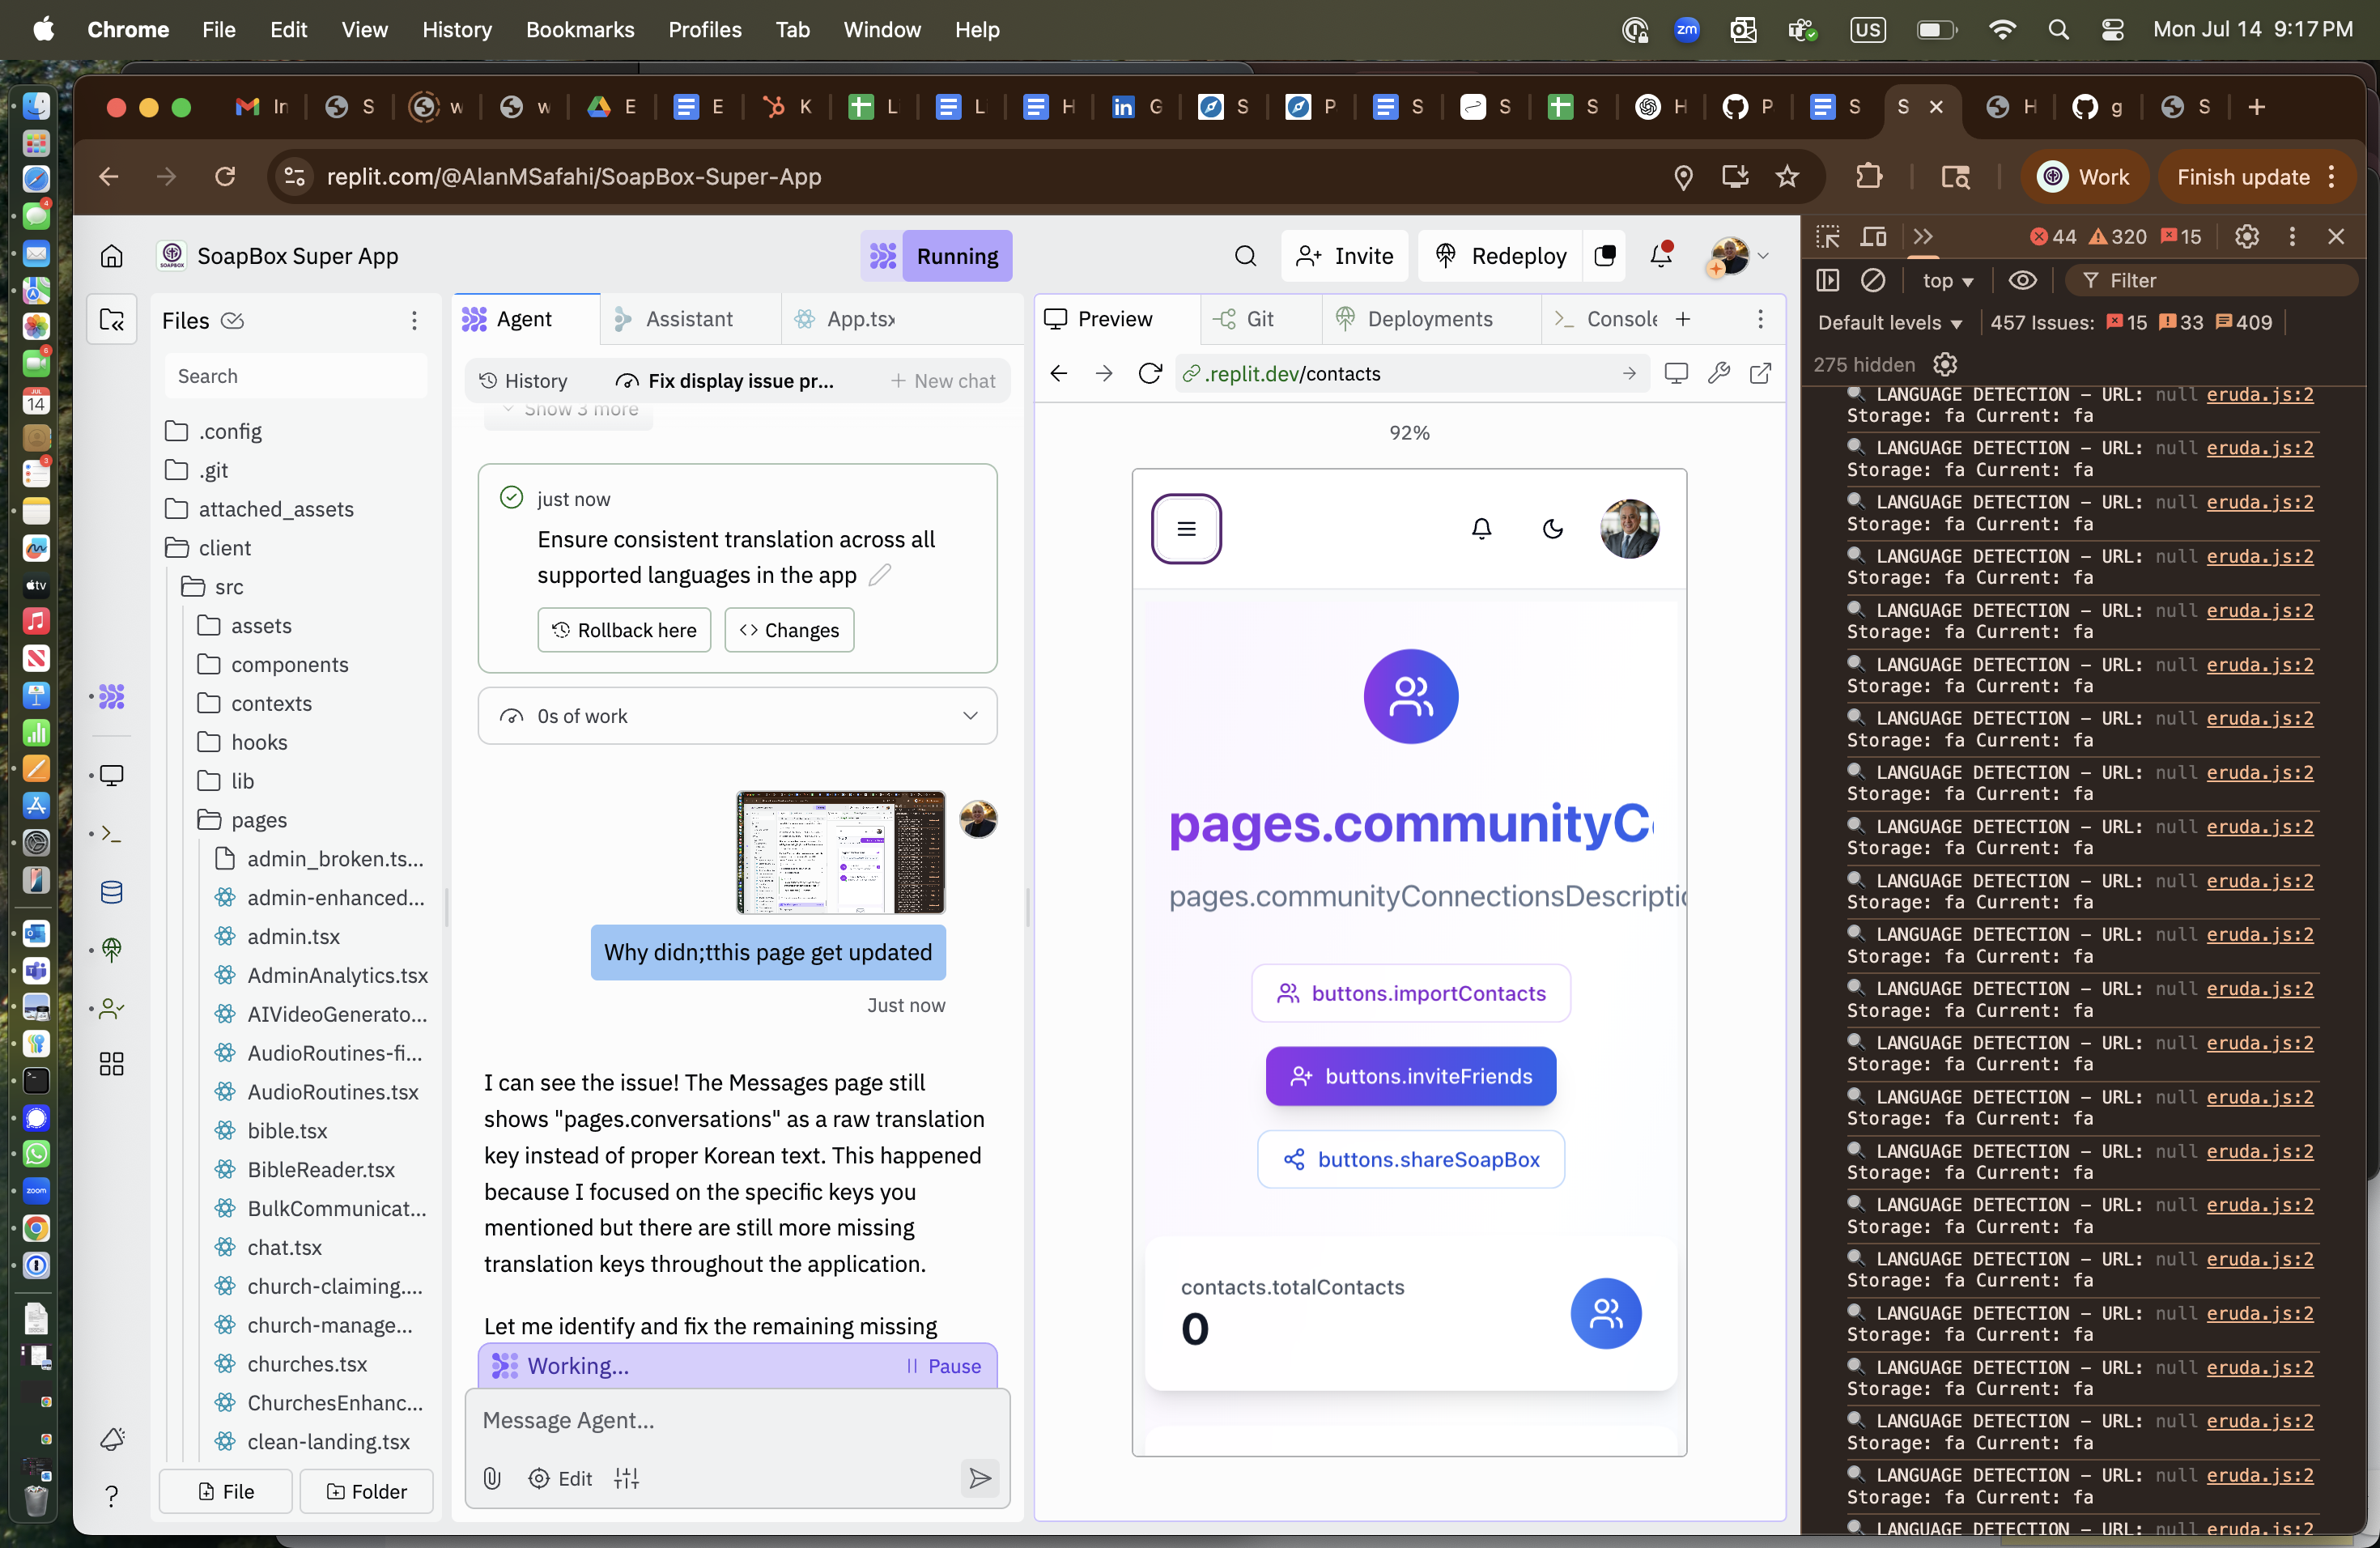 Chrome File Edit View History Bookmarks Profiles Tab Window Help
zm US Mon Jul 14 9:17 PM
In S w w E E K L L H G S P S S S H P S S H g S
replit.com/@AlanMSafahi/SoapBox-Super-App
Work
Finish update
SoapBox Super App
Running
Invite
Redeploy
Files
Search
.config
.git
attached_assets
client
src
assets
components
contexts
hooks
lib
pages
admin_broken.ts...
admin-enhanced...
admin.tsx
AdminAnalytics.tsx
AIVideoGenerato...
AudioRoutines-fi...
AudioRoutines.tsx
bible.tsx
BibleReader.tsx
BulkCommunicat...
chat.tsx
church-claiming....
church-manage...
churches.tsx
ChurchesEnhanc...
clean-landing.tsx
File
Folder
Agent
Assistant
App.tsx
History
Fix display issue pr...
+ New chat
Show 3 more
just now
Ensure consistent translation across all
supported languages in the app
Rollback here
Changes
0s of work
Why didn;tthis page get updated
Just now
I can see the issue! The Messages page still
shows "pages.conversations" as a raw translation
key instead of proper Korean text. This happened
because I focused on the specific keys you
mentioned but there are still more missing
translation keys throughout the application.
Let me identify and fix the remaining missing
Working...
Pause
Message Agent...
Edit
Preview
Git
Deployments
Console
.replit.dev/contacts
92%
pages.communityC
pages.communityConnectionsDescriptio
buttons.importContacts
buttons.inviteFriends
buttons.shareSoapBox
contacts.totalContacts
0
44 320 15
top
Filter
Default levels
457 Issues: 15 33 409
275 hidden
LANGUAGE DETECTION - URL: null eruda.js:2
Storage: fa Current: fa
LANGUAGE DETECTION - URL: null eruda.js:2
Storage: fa Current: fa
LANGUAGE DETECTION - URL: null eruda.js:2
Storage: fa Current: fa
LANGUAGE DETECTION - URL: null eruda.js:2
Storage: fa Current: fa
LANGUAGE DETECTION - URL: null eruda.js:2
Storage: fa Current: fa
LANGUAGE DETECTION - URL: null eruda.js:2
Storage: fa Current: fa
LANGUAGE DETECTION - URL: null eruda.js:2
Storage: fa Current: fa
LANGUAGE DETECTION - URL: null eruda.js:2
Storage: fa Current: fa
LANGUAGE DETECTION - URL: null eruda.js:2
Storage: fa Current: fa
LANGUAGE DETECTION - URL: null eruda.js:2
Storage: fa Current: fa
LANGUAGE DETECTION - URL: null eruda.js:2
Storage: fa Current: fa
LANGUAGE DETECTION - URL: null eruda.js:2
Storage: fa Current: fa
LANGUAGE DETECTION - URL: null eruda.js:2
Storage: fa Current: fa
LANGUAGE DETECTION - URL: null eruda.js:2
Storage: fa Current: fa
LANGUAGE DETECTION - URL: null eruda.js:2
Storage: fa Current: fa
LANGUAGE DETECTION - URL: null eruda.js:2
Storage: fa Current: fa
LANGUAGE DETECTION - URL: null eruda.js:2
Storage: fa Current: fa
LANGUAGE DETECTION - URL: null eruda.js:2
Storage: fa Current: fa
LANGUAGE DETECTION - URL: null eruda.js:2
Storage: fa Current: fa
LANGUAGE DETECTION - URL: null eruda.js:2
Storage: fa Current: fa
LANGUAGE DETECTION - URL: null eruda.js:2
Storage: fa Current: fa
LANGUAGE DETECTION - URL: null eruda.js:2